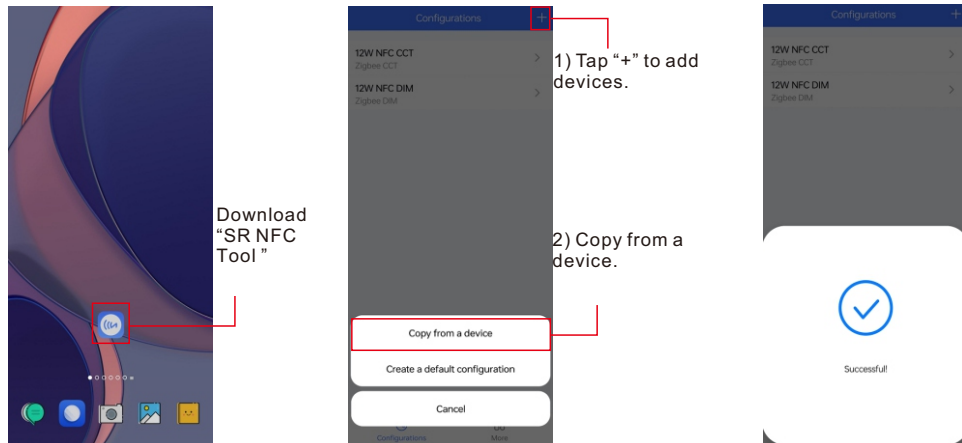 Download
“SR NFC
Tool ”
Configurations +
12W NFC CCT
Zigbee CCT
12W NFC DIM
Zigbee DIM
Copy from a device
Create a default configuration
Cancel
Configurations
More
1) Tap “+” to add
devices.
2) Copy from a
device.
Configurations +
12W NFC CCT
Zigbee CCT
12W NFC DIM
Zigbee DIM
Successful!